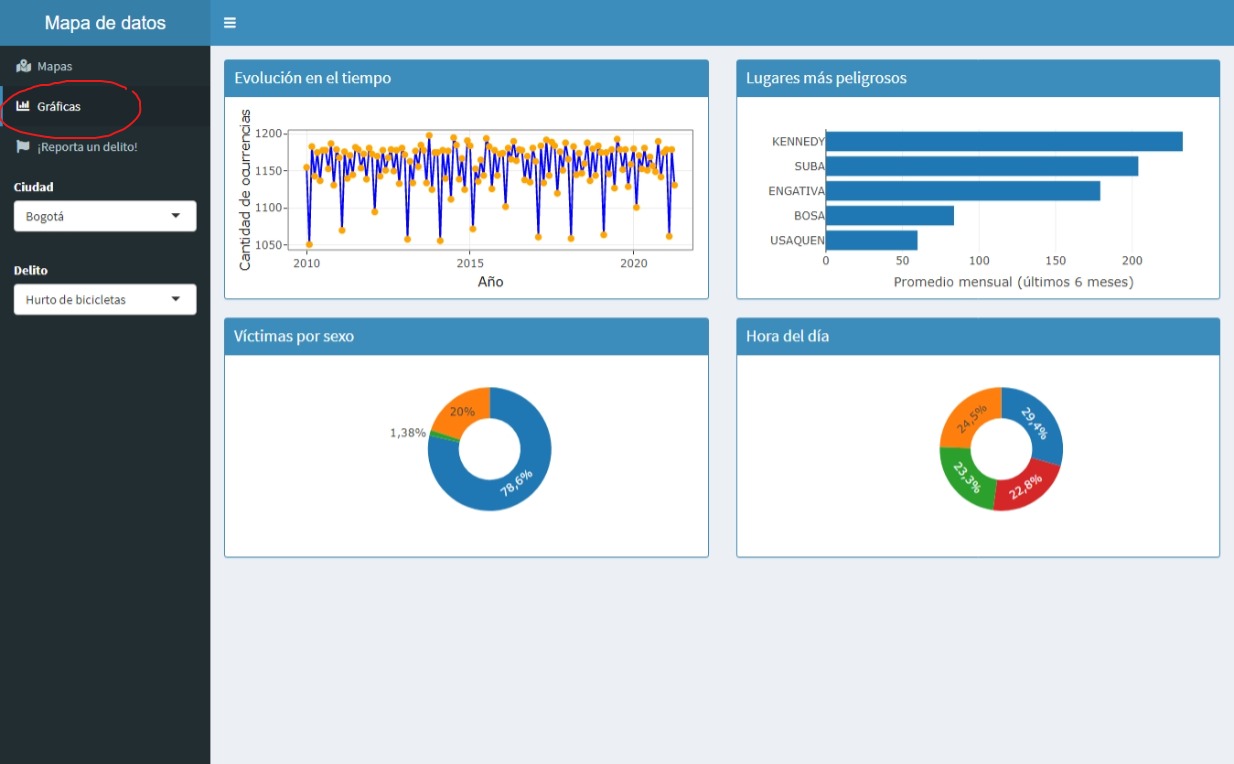 Mapa de datos
Mapas
Gráficas
¡Reporta un delito!
Ciudad
Bogotá
Delito
Hurto de bicicletas
Evolución en el tiempo
Cantidad de ocurrencias
1200
1150
1100
1050
2010
2015
2020
Año
Lugares más peligrosos
KENNEDY
SUBA
ENGATIVA
BOSA
USAQUEN
0
50
100
150
200
Promedio mensual (últimos 6 meses)
Víctimas por sexo
20%
1,38%
78,6%
Hora del día
24,5%
29,4%
23,3%
22,8%